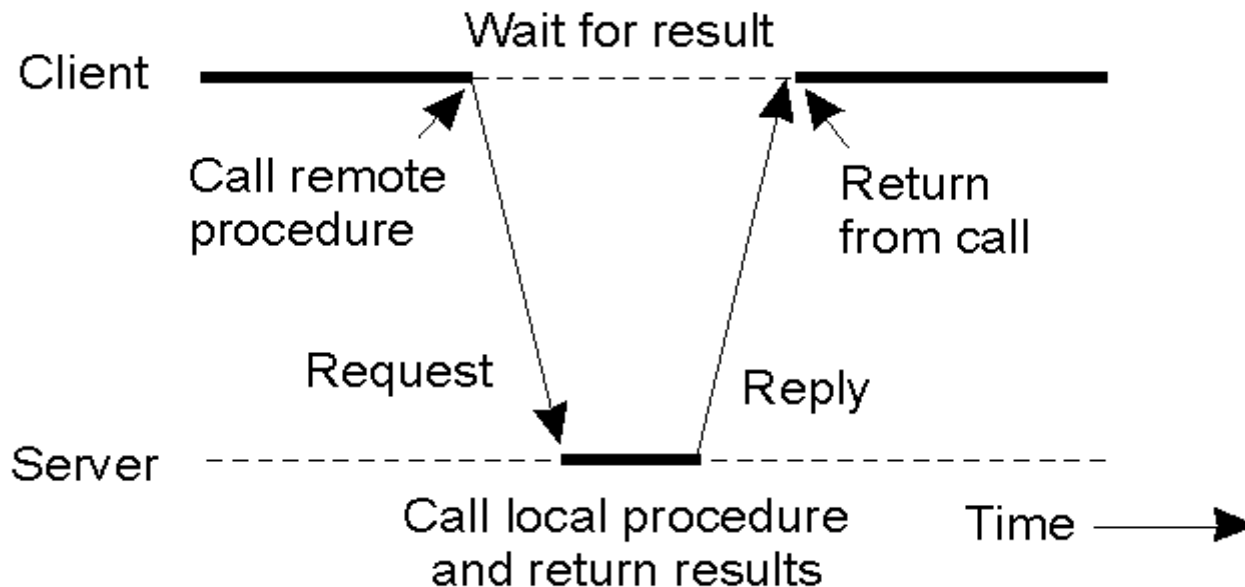 Wait for result
Client
Call remote
procedure
Return
from call
Request
Reply
Server
Call local procedure
and return results
Time